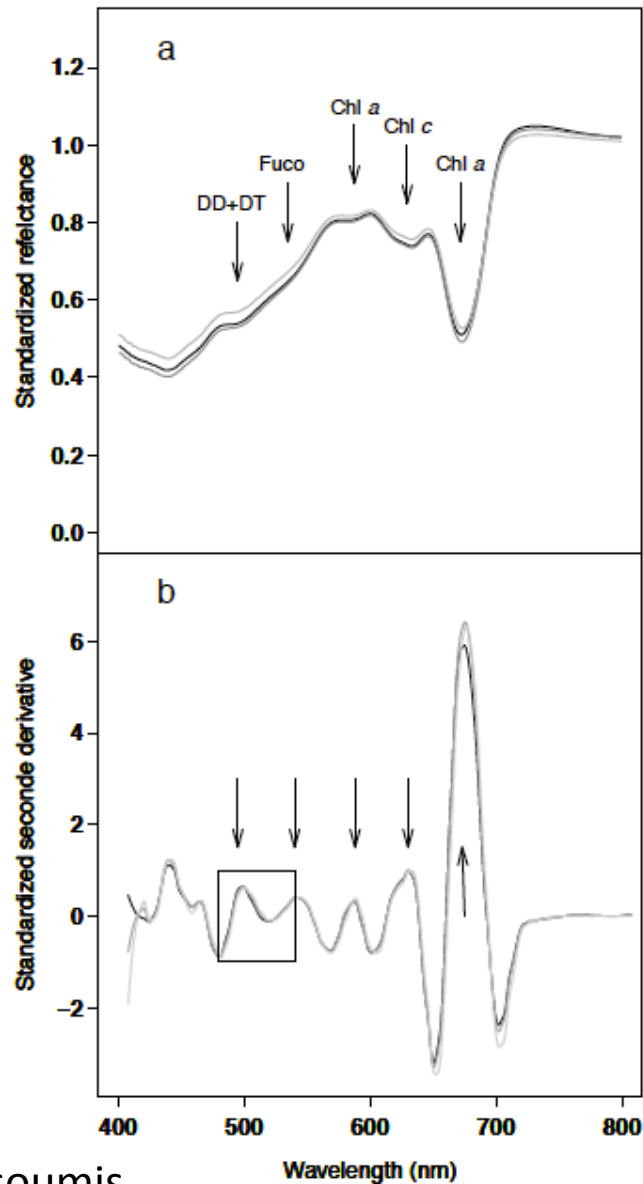 a
1.2
Chl a
Chl c
1.0
Fuco
Chl a
DD+DT
0.8
0.6
0.4
0.2
0.0
Standardized refelctance
b
6
4
2
0
−2
Standardized seconde derivative
400 500 600 700 800
Wavelength (nm)
soumis